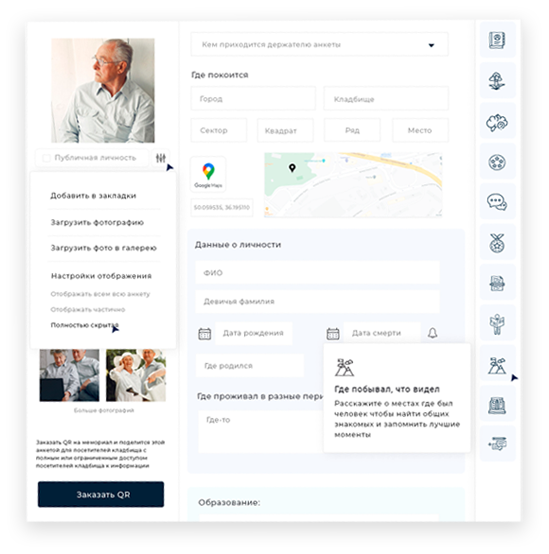 Публичная личность
Добавить в закладки
Загрузить фотографию
Загрузить фото в галерею
Настройки отображения
Отображать всем всю анкету
Отображать частично
Полностью скрытая
Больше фотографий
Заказать QR на мемориал и поделится этой
анкетой для посетителей кладбища с
полным или ограниченным доступом
посетителей кладбища к информации
Заказать QR
Кем приходится держателю анкеты
Где покоится
Город
Кладбище
Сектор
Квадрат
Ряд
Место
Google Maps
50.059535, 36.195110
Данные о личности
ФИО
Девичья фамилия
Дата рождения
Дата смерти
Где родился
Где проживал в разные пери
Где-то
Где побывал, что видел
Расскажите о местах где был
человек чтобы найти общих
знакомых и запомнить лучшие
моменты
Образование: